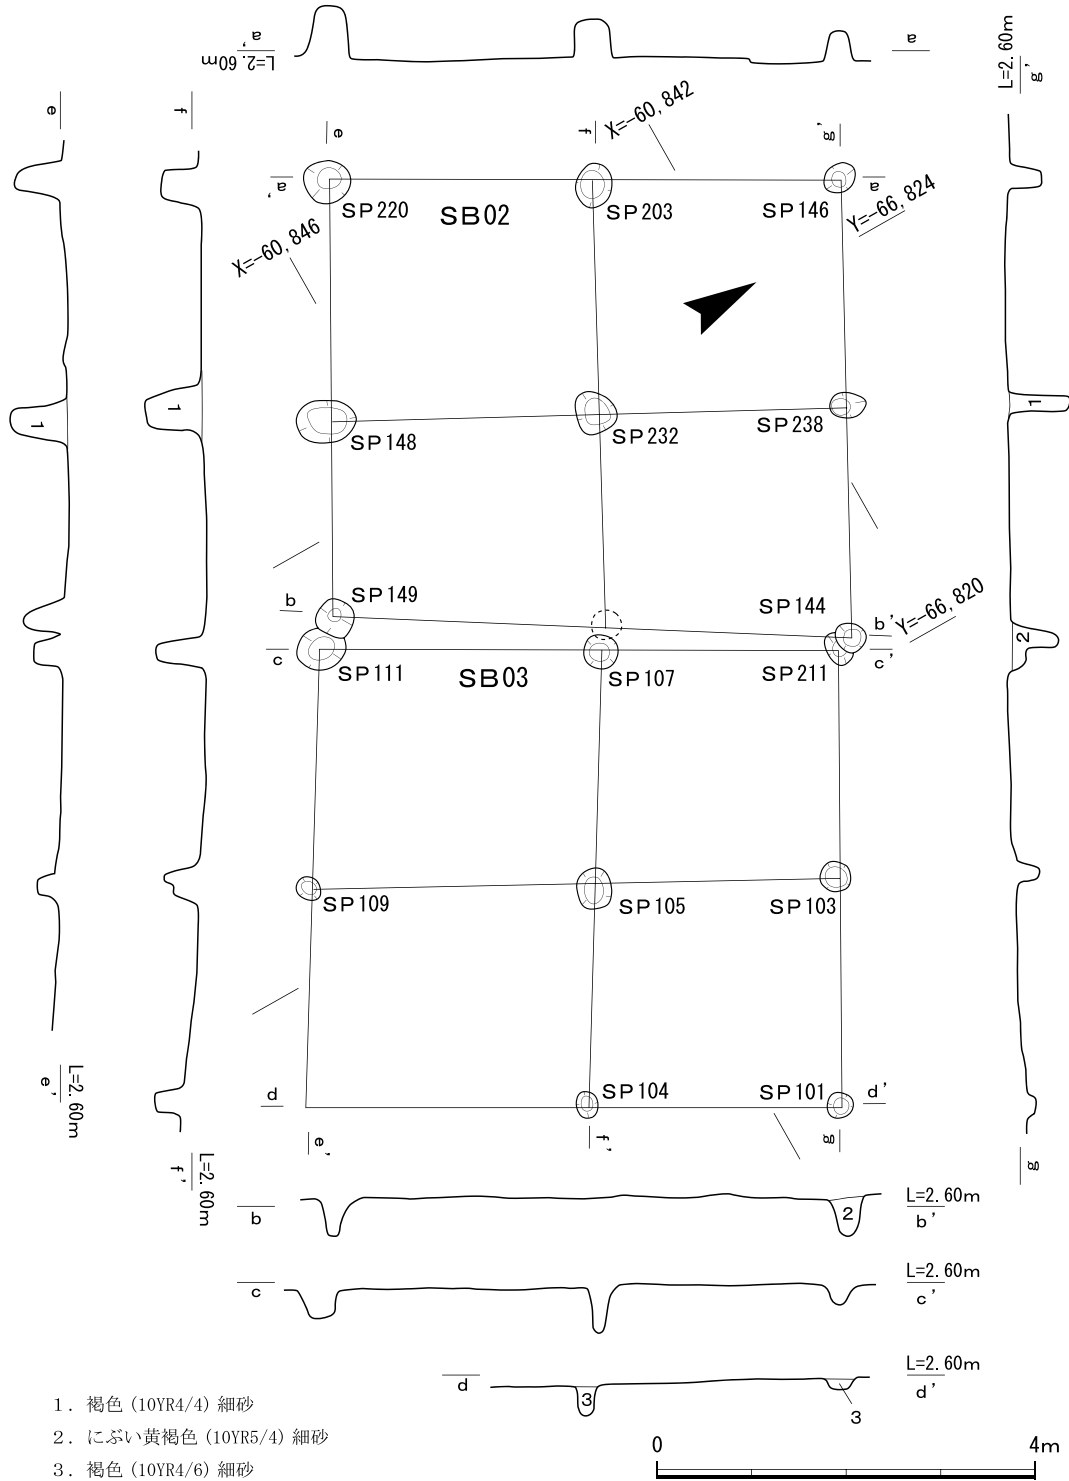 a'
L=2.60m
a
L=2.60m
g'
e
f
e
f
X=-60,842
g'
a'
a
SP220
SB02
SP203
SP146
Y=-66,824
X=-60,846
1
1
1
SP148
SP232
SP238
b
SP149
SP144
b'
Y=-66,820
2
c
c'
SP111
SB03
SP107
SP211
SP109
SP105
SP103
L=2.60m
e'
d
SP104
SP101
d'
e'
f'
g
L=2.60m
f'
g
b
2
L=2.60m
b'
c
L=2.60m
c'
d
3
3
L=2.60m
d'
1. 褐色 (10YR4/4) 細砂
2. にぶい黄褐色 (10YR5/4) 細砂
3. 褐色 (10YR4/6) 細砂
0
4m